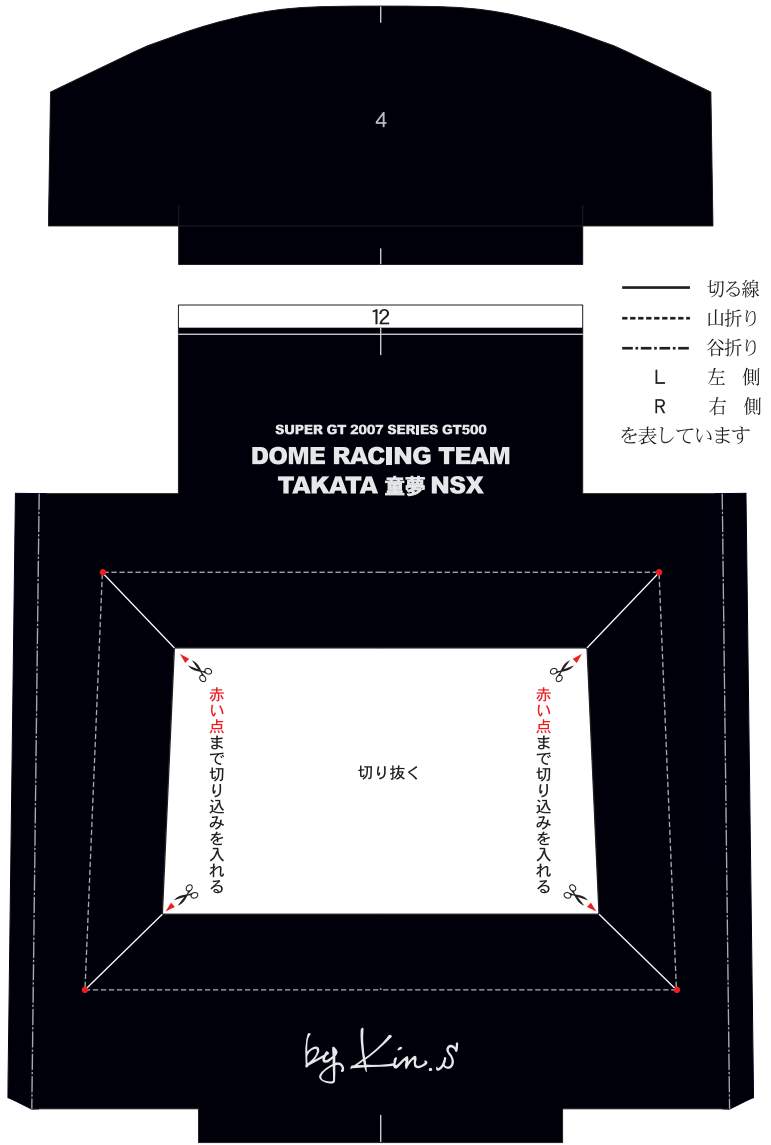 4
切る線
12
山折り
谷折り
L 左 側
R 右 側
を表しています
SUPER GT 2007 SERIES GT500
DOME RACING TEAM
TAKATA 童夢 NSX
赤い点まで切り込みを入れる
赤い点まで切り込みを入れる
切り抜く
by Kin.S